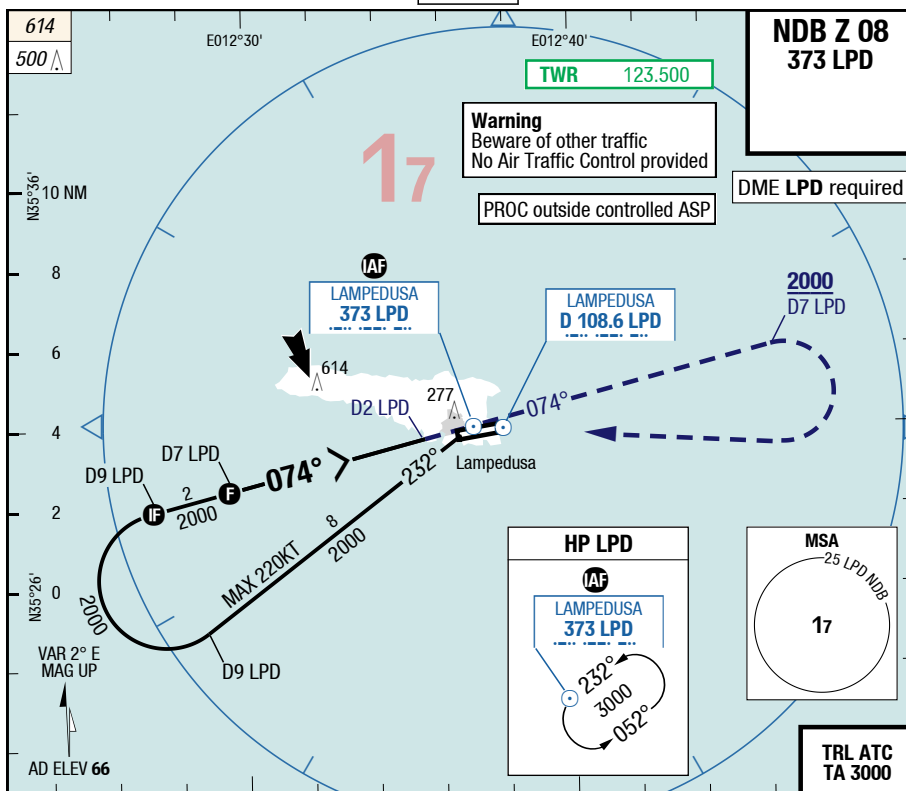 614
500
E012°30'
E012°40'
NDB Z 08
373 LPD
TWR 123.500
Warning
Beware of other traffic
No Air Traffic Control provided
17
PROC outside controlled ASP
DME LPD required
N35°36'
10 NM
8
6
4
2
0
N35°26'
IAF
LAMPEDUSA
373 LPD
LAMPEDUSA
D 108.6 LPD
2000
D7 LPD
614
277
D2 LPD
074°
Lampedusa
D7 LPD
D9 LPD
074°
232°
IF
2
2000
F
8
2000
MAX 220KT
2000
D9 LPD
HP LPD
IAF
LAMPEDUSA
373 LPD
232°
3000
052°
MSA
25 LPD NDB
17
VAR 2° E
MAG UP
AD ELEV 66
TRL ATC
TA 3000